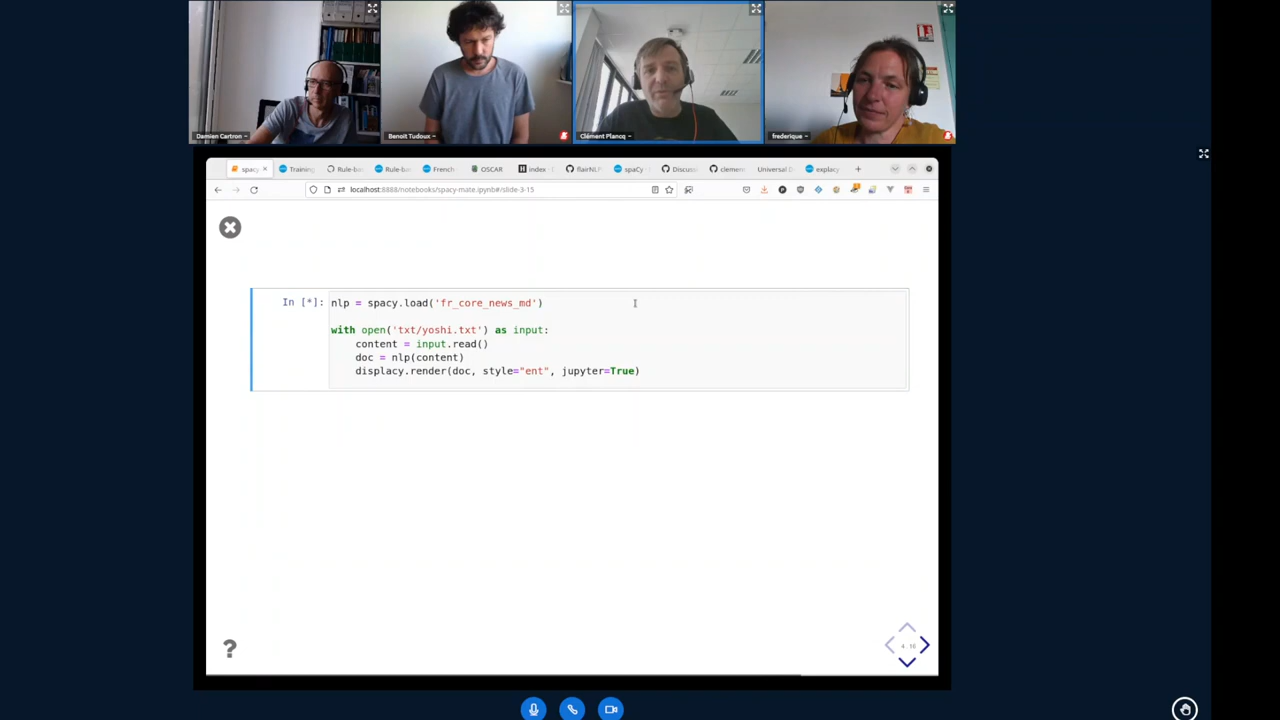 Damien Cartron
Benoit Tudoux
Clément Plancq
frederique
spacy
Training
Rule-ba
Rule-ba
French
OSCAR
index
flairNLP
spaCy
Discuss
clemen
Universal D
explacy
localhost:8888/notebooks/spacy-mate.ipynb#/slide-3-15
In [*]: nlp = spacy.load('fr_core_news_md')
with open('txt/yoshi.txt') as input:
content = input.read()
doc = nlp(content)
displacy.render(doc, style="ent", jupyter=True)
?